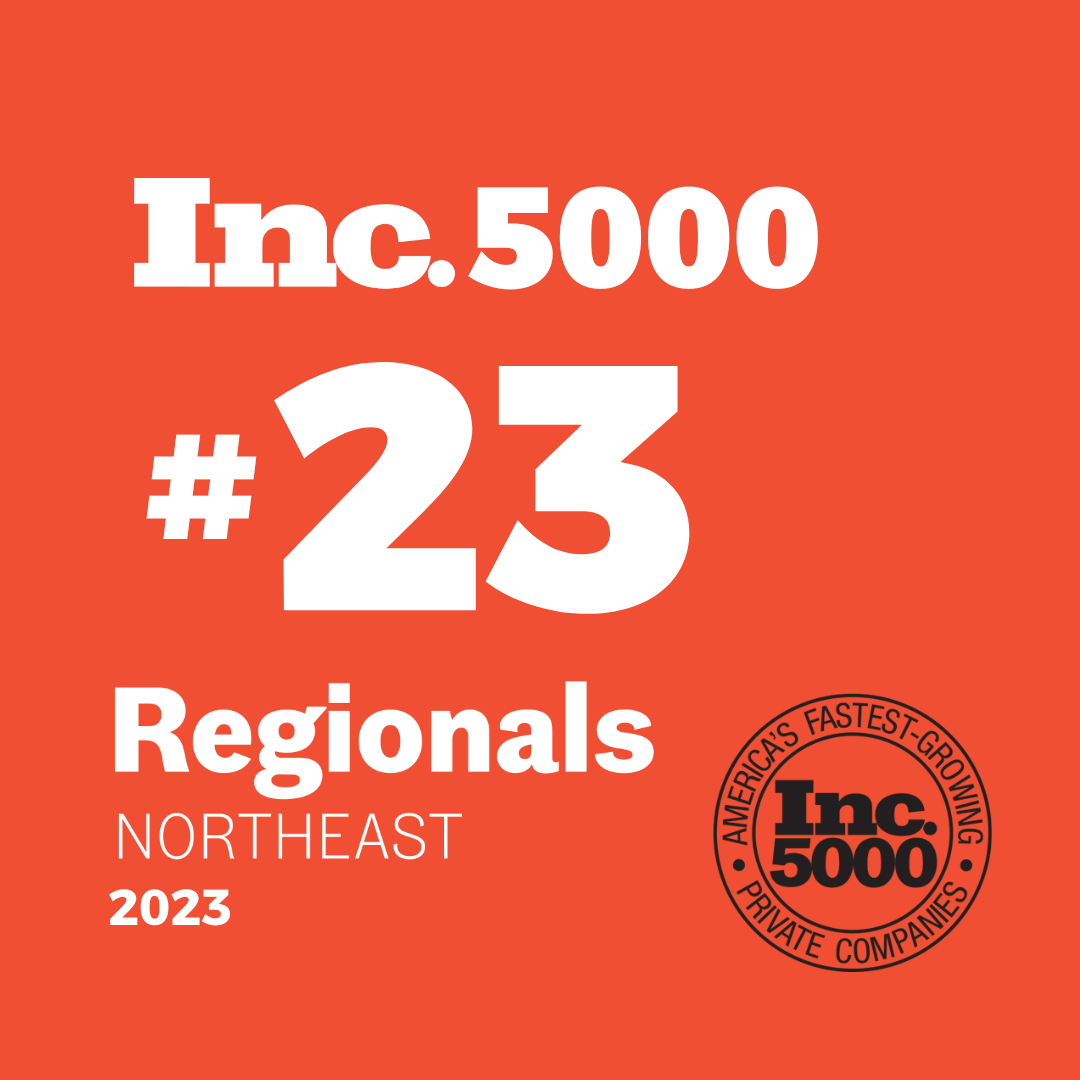 Inc. 5000
#23
Regionals
NORTHEAST
2023
AMERICA'S FASTEST-GROWING
Inc.
5000
PRIVATE COMPANIES